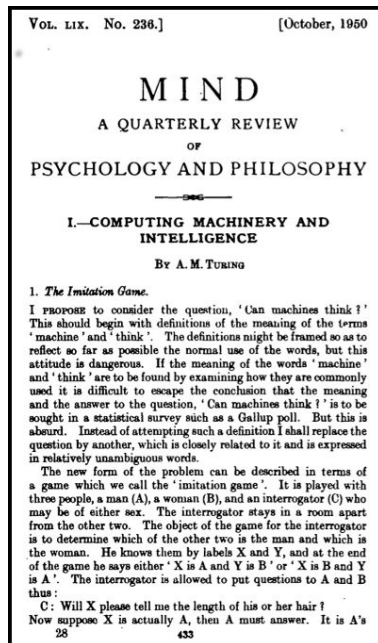 VOL. LIX. No. 236.] [October, 1950
MIND
A QUARTERLY REVIEW
OF
PSYCHOLOGY AND PHILOSOPHY
I.—COMPUTING MACHINERY AND
INTELLIGENCE
BY A. M. TURING
1. The Imitation Game.
I PROPOSE to consider the question, ' Can machines think ? '
This should begin with definitions of the meaning of the terms
' machine ' and ' think '. The definitions might be framed so as to
reflect so far as possible the normal use of the words, but this
attitude is dangerous. If the meaning of the words ' machine '
and ' think ' are to be found by examining how they are commonly
used it is difficult to escape the conclusion that the meaning
and the answer to the question, ' Can machines think ? ' is to be
sought in a statistical survey such as a Gallup poll. But this is
absurd. Instead of attempting such a definition I shall replace the
question by another, which is closely related to it and is expressed
in relatively unambiguous words.
The new form of the problem can be described in terms of
a game which we call the ' imitation game '. It is played with
three people, a man (A), a woman (B), and an interrogator (C) who
may be of either sex. The interrogator stays in a room apart
from the other two. The object of the game for the interrogator
is to determine which of the other two is the man and which is
the woman. He knows them by labels X and Y, and at the end
of the game he says either ' X is A and Y is B ' or ' X is B and Y
is A '. The interrogator is allowed to put questions to A and B
thus :
C : Will X please tell me the length of his or her hair ?
Now suppose X is actually A, then A must answer. It is A's
28 433